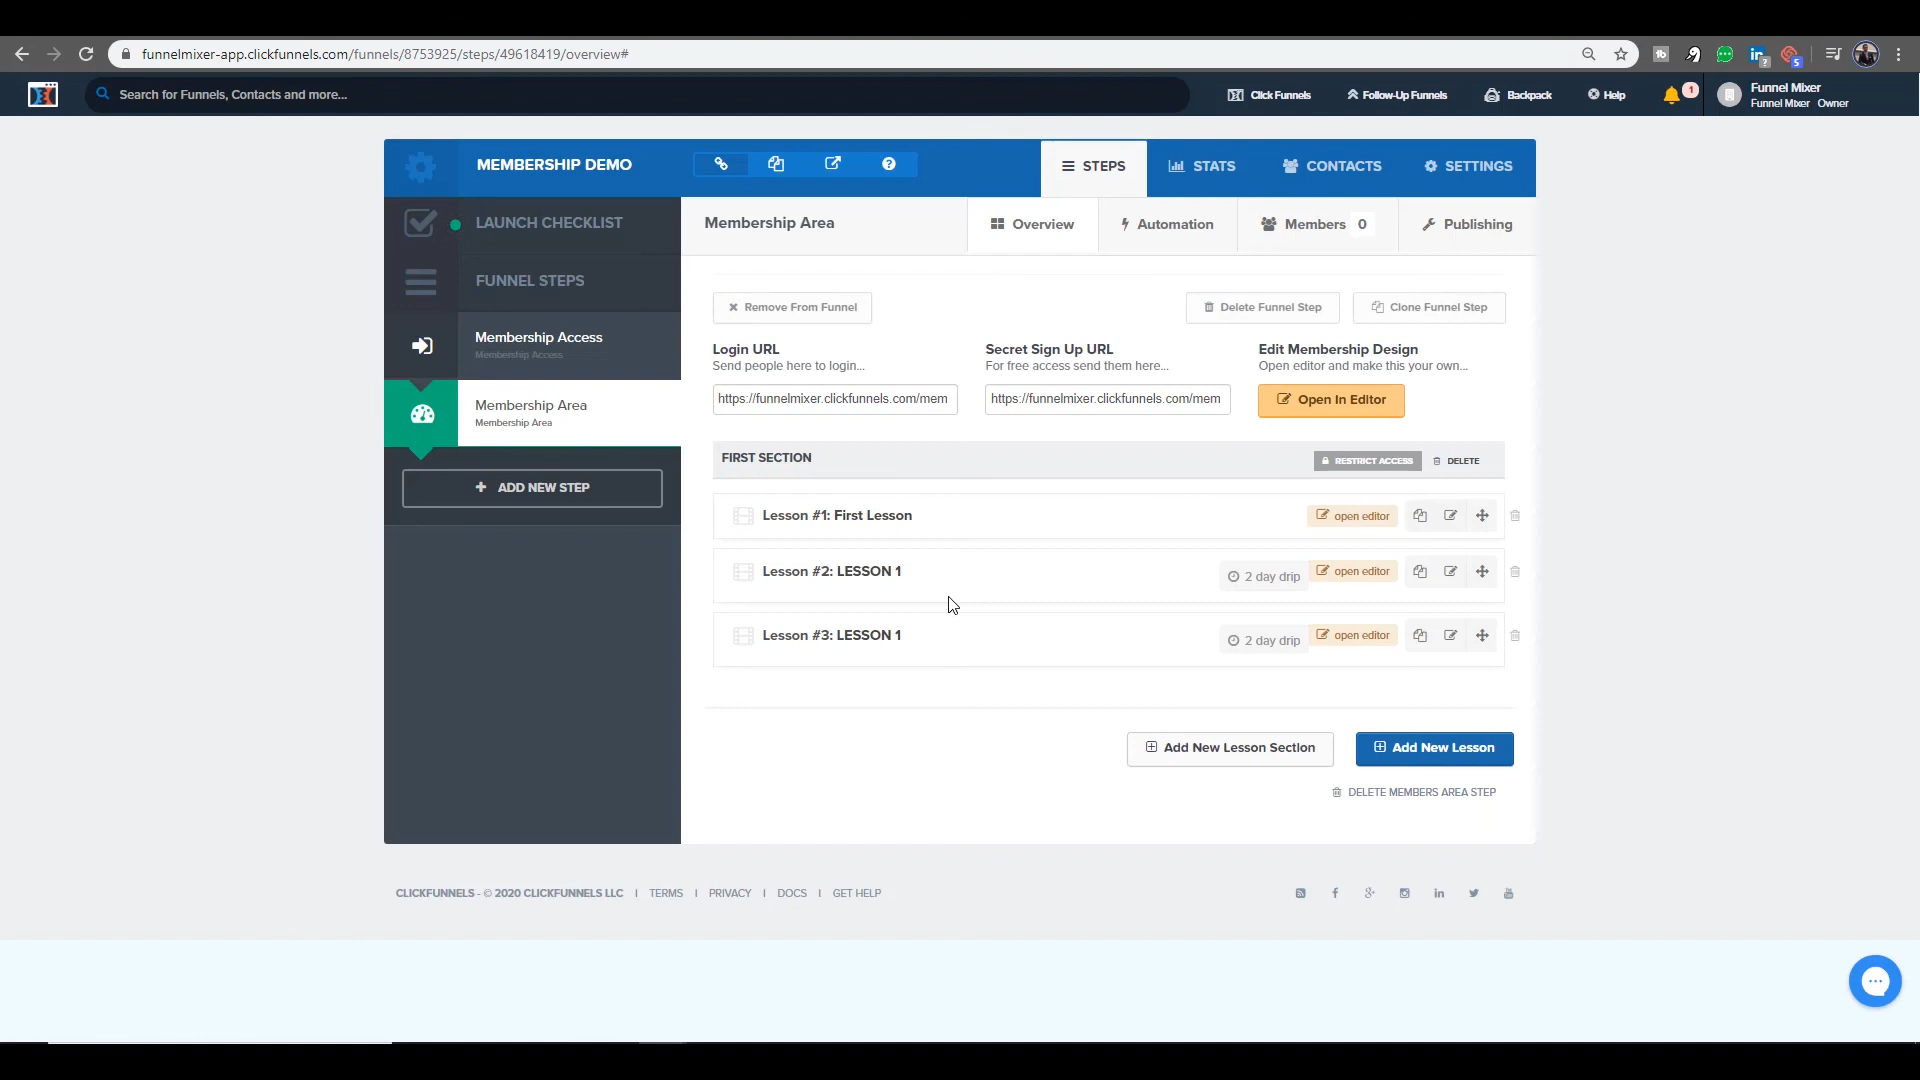 funnelmixer-app.clickfunnels.com/funnels/8753925/steps/49618419/overview#
Search for Funnels, Contacts and more...
Click Funnels
Follow-Up Funnels
Backpack
Help
1
Funnel Mixer
Funnel Mixer Owner
MEMBERSHIP DEMO
STEPS
STATS
CONTACTS
SETTINGS
LAUNCH CHECKLIST
FUNNEL STEPS
Membership Access
Membership Access
Membership Area
Membership Area
+ ADD NEW STEP
Membership Area
Overview
Automation
Members 0
Publishing
Remove From Funnel
Delete Funnel Step
Clone Funnel Step
Login URL
Send people here to login...
https://funnelmixer.clickfunnels.com/mem
Secret Sign Up URL
For free access send them here...
https://funnelmixer.clickfunnels.com/mem
Edit Membership Design
Open editor and make this your own...
Open In Editor
FIRST SECTION
RESTRICT ACCESS
DELETE
Lesson #1: First Lesson
open editor
Lesson #2: LESSON 1
2 day drip
open editor
Lesson #3: LESSON 1
2 day drip
open editor
Add New Lesson Section
Add New Lesson
DELETE MEMBERS AREA STEP
CLICKFUNNELS - © 2020 CLICKFUNNELS LLC | TERMS | PRIVACY | DOCS | GET HELP